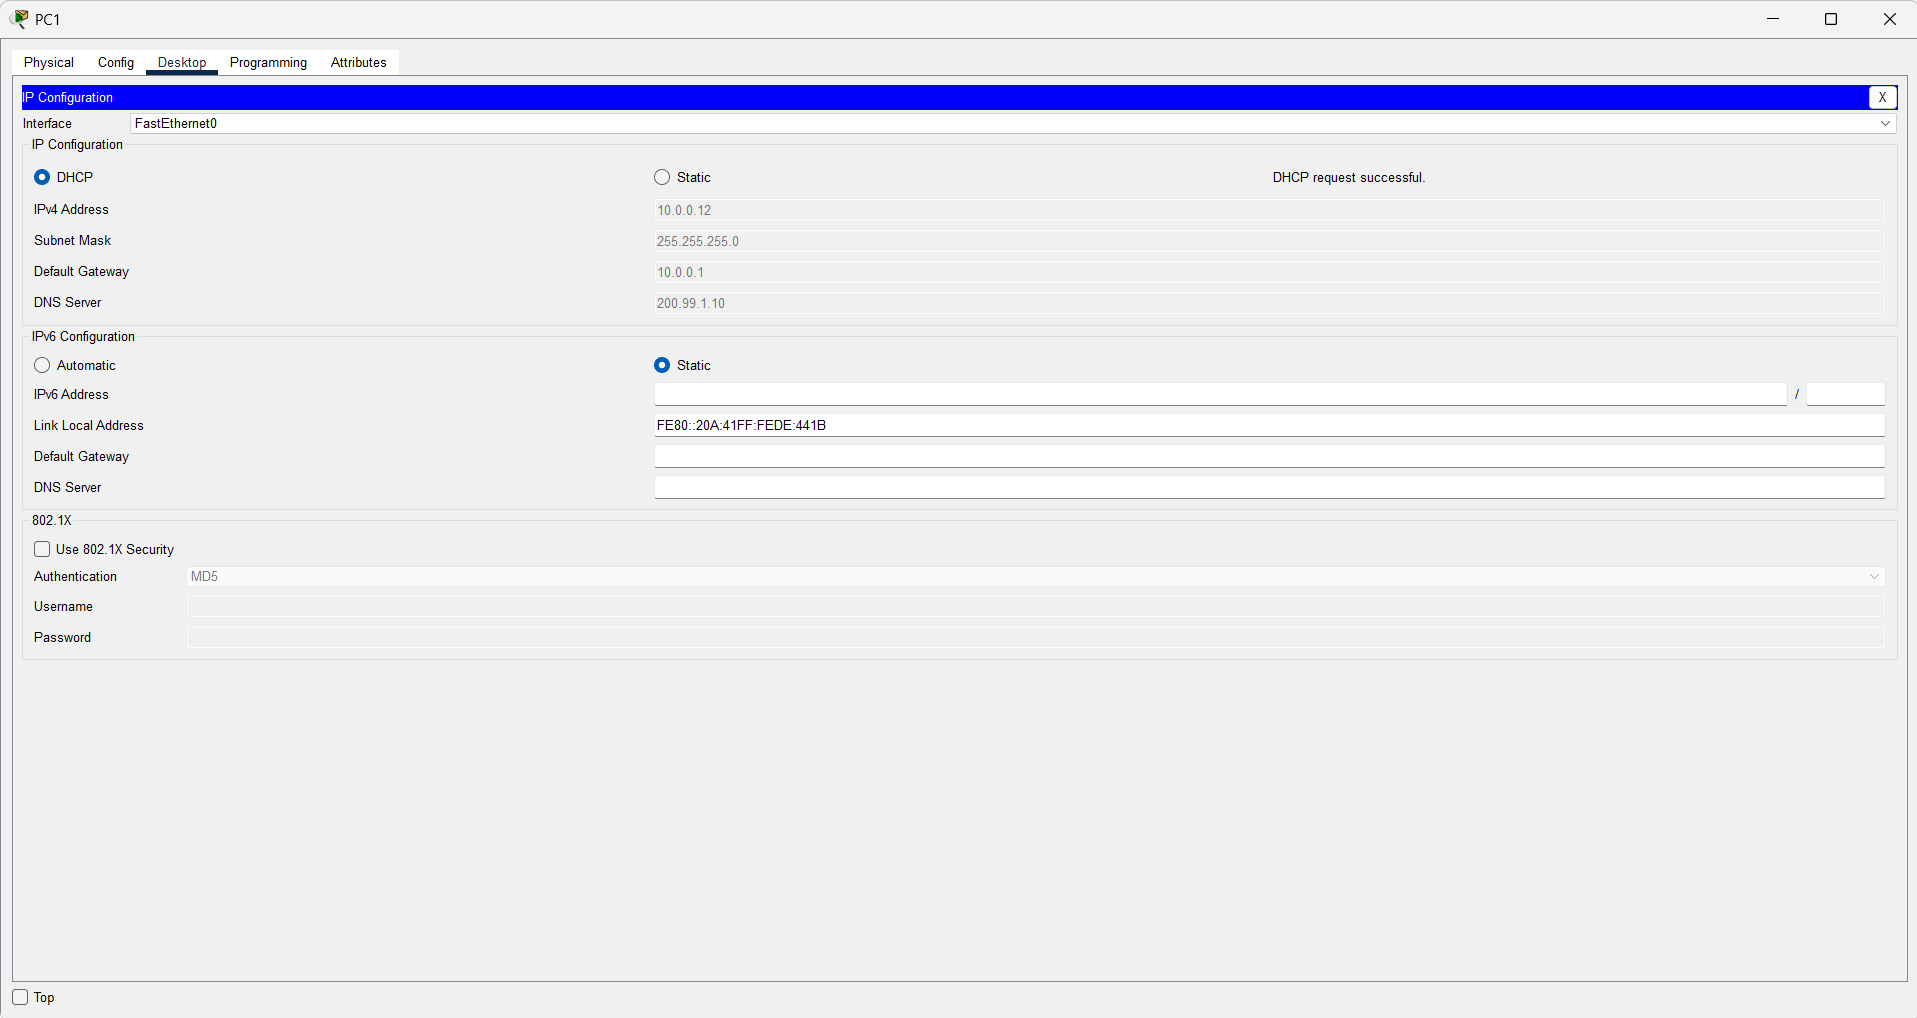 PC1
Physical Config Desktop Programming Attributes
IP Configuration X
Interface FastEthernet0
IP Configuration
DHCP Static DHCP request successful.
IPv4 Address 10.0.0.12
Subnet Mask 255.255.255.0
Default Gateway 10.0.0.1
DNS Server 200.99.1.10
IPv6 Configuration
Automatic Static
IPv6 Address /
Link Local Address FE80::20A:41FF:FEDE:441B
Default Gateway
DNS Server
802.1X
Use 802.1X Security
Authentication MD5
Username
Password
Top